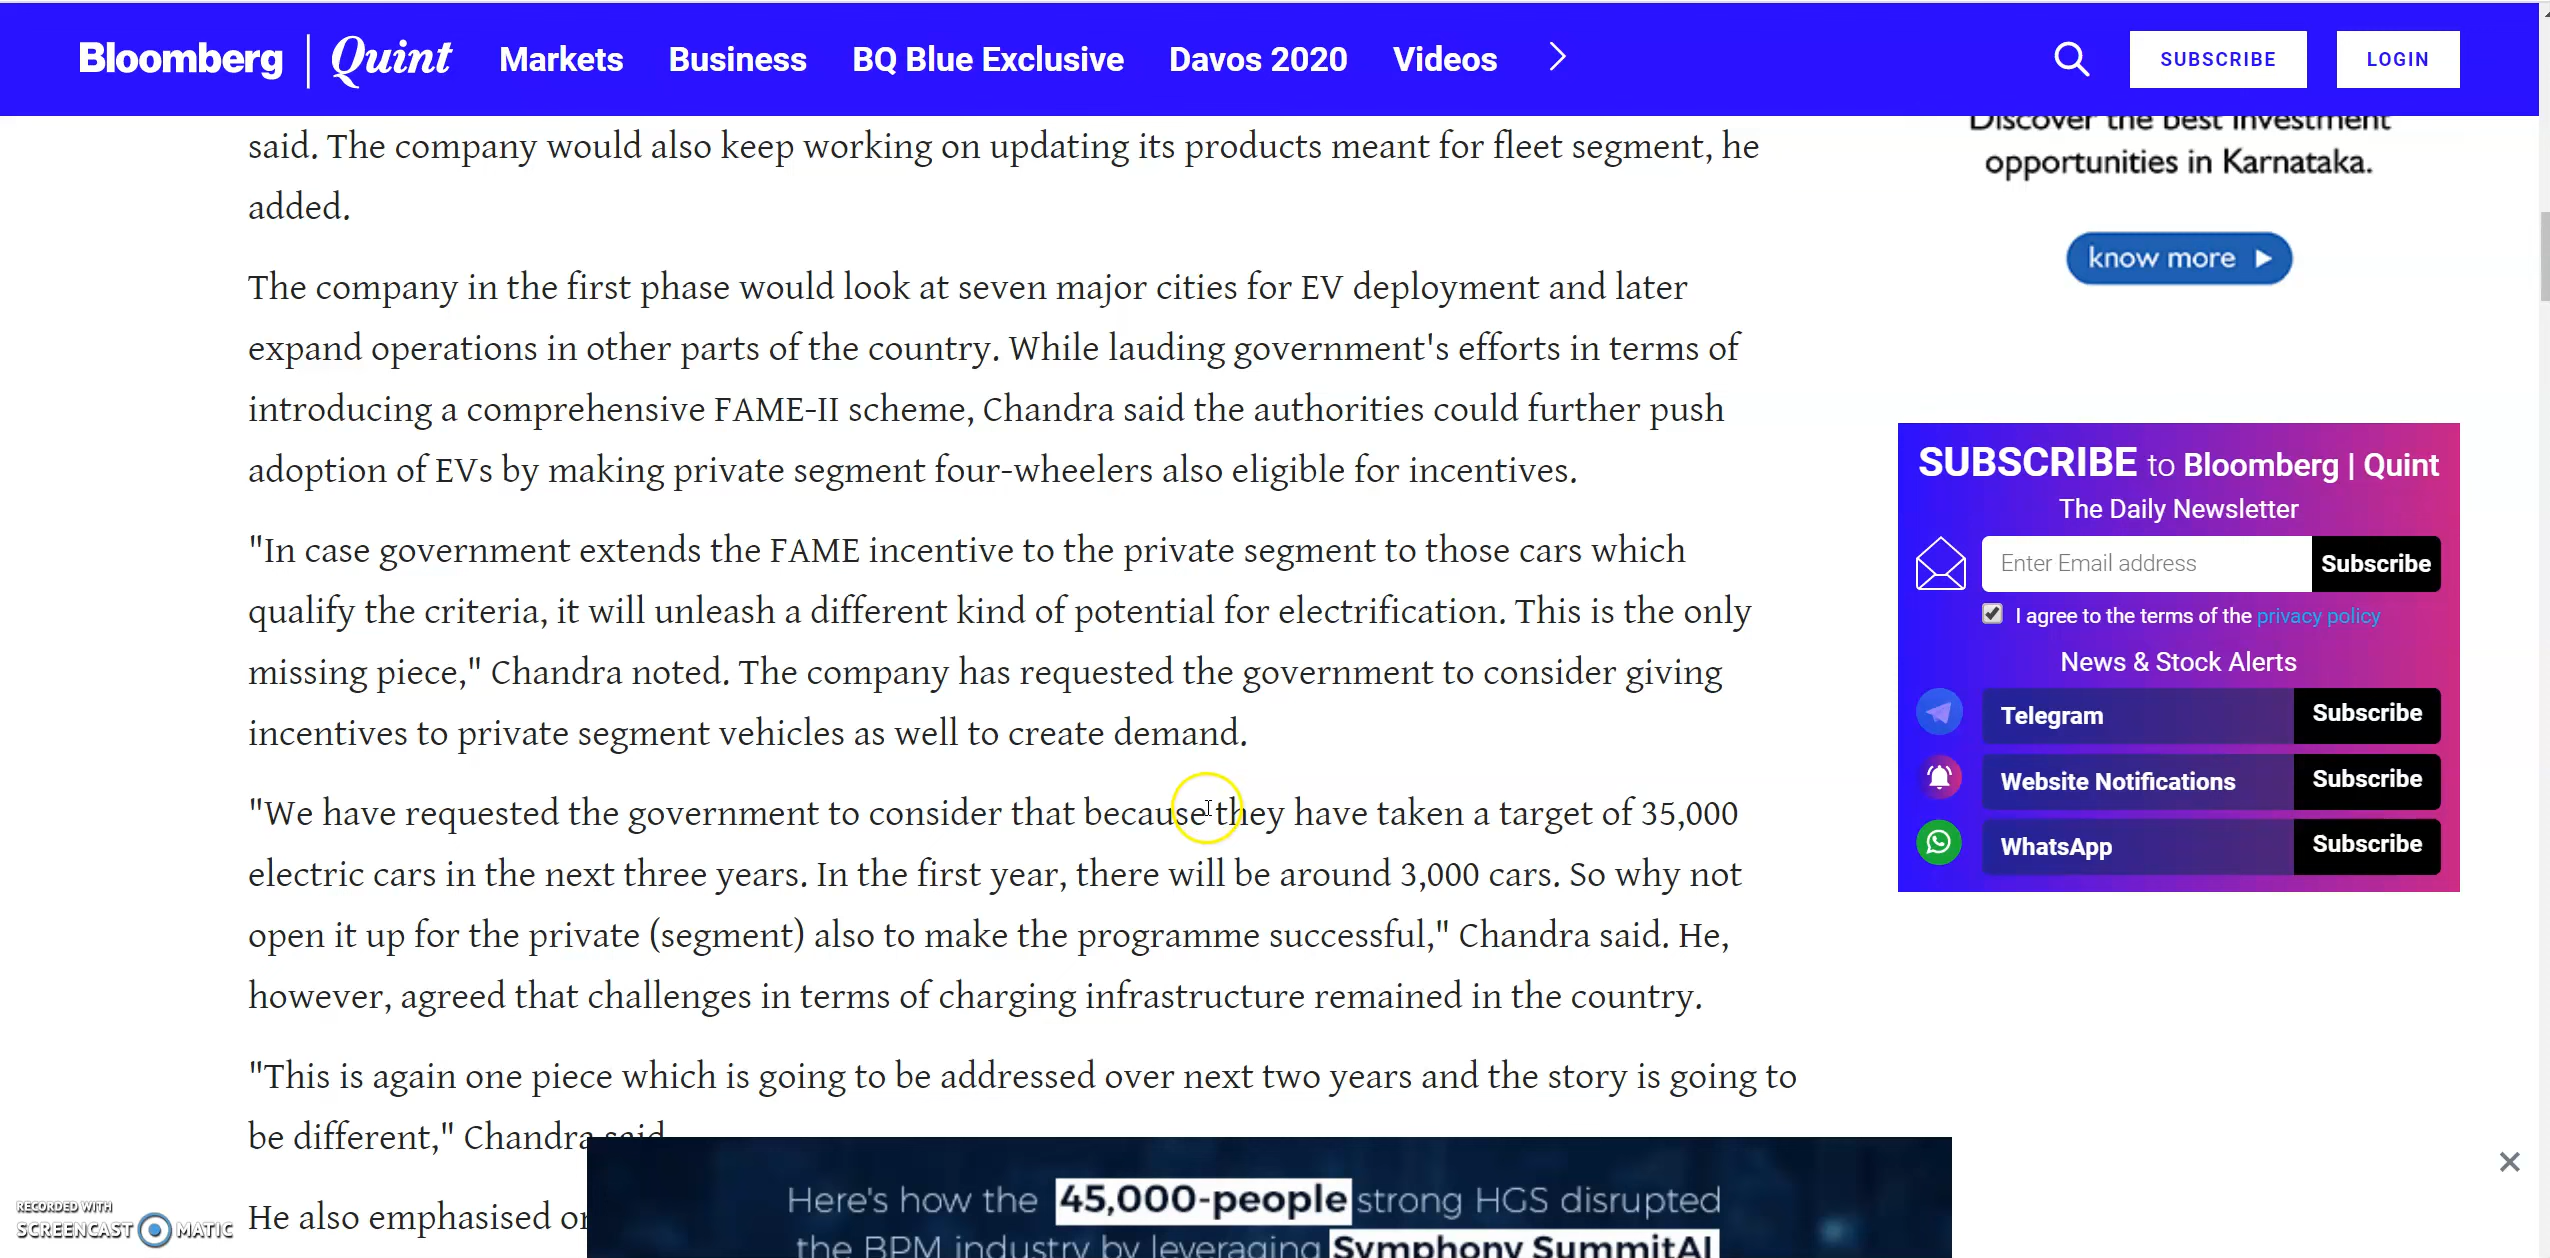 Bloomberg | Quint Markets Business BQ Blue Exclusive Davos 2020 Videos SUBSCRIBE LOGIN
said. The company would also keep working on updating its products meant for fleet segment, he
added.
The company in the first phase would look at seven major cities for EV deployment and later
expand operations in other parts of the country. While lauding government's efforts in terms of
introducing a comprehensive FAME-II scheme, Chandra said the authorities could further push
adoption of EVs by making private segment four-wheelers also eligible for incentives.
"In case government extends the FAME incentive to the private segment to those cars which
qualify the criteria, it will unleash a different kind of potential for electrification. This is the only
missing piece," Chandra noted. The company has requested the government to consider giving
incentives to private segment vehicles as well to create demand.
"We have requested the government to consider that because they have taken a target of 35,000
electric cars in the next three years. In the first year, there will be around 3,000 cars. So why not
open it up for the private (segment) also to make the programme successful," Chandra said. He,
however, agreed that challenges in terms of charging infrastructure remained in the country.
"This is again one piece which is going to be addressed over next two years and the story is going to
be different," Chandra said
He also emphasised
Discover the best investment
opportunities in Karnataka.
know more
SUBSCRIBE to Bloomberg | Quint
The Daily Newsletter
Enter Email address Subscribe
I agree to the terms of the privacy policy
News & Stock Alerts
Telegram Subscribe
Website Notifications Subscribe
WhatsApp Subscribe
Here's how the 45,000-people strong HGS disrupted
the BPM industry by leveraging Symphony SummitAI
RECORDED WITH
SCREENCAST MATIC